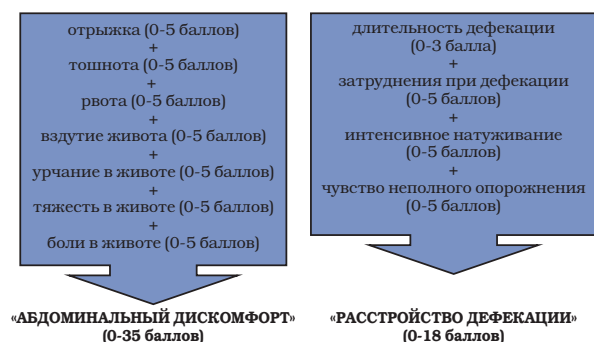 отрыжка (0-5 баллов)
+
тошнота (0-5 баллов)
+
рвота (0-5 баллов)
+
вздутие живота (0-5 баллов)
+
урчание в животе (0-5 баллов)
+
тяжесть в животе (0-5 баллов)
+
боли в животе (0-5 баллов)
«АБДОМИНАЛЬНЫЙ ДИСКОМФОРТ»
(0-35 баллов)
длительность дефекации
(0-3 балла)
+
затруднения при дефекации
(0-5 баллов)
+
интенсивное натуживание
(0-5 баллов)
+
чувство неполного опорожнения
(0-5 баллов)
«РАССТРОЙСТВО ДЕФЕКАЦИИ»
(0-18 баллов)